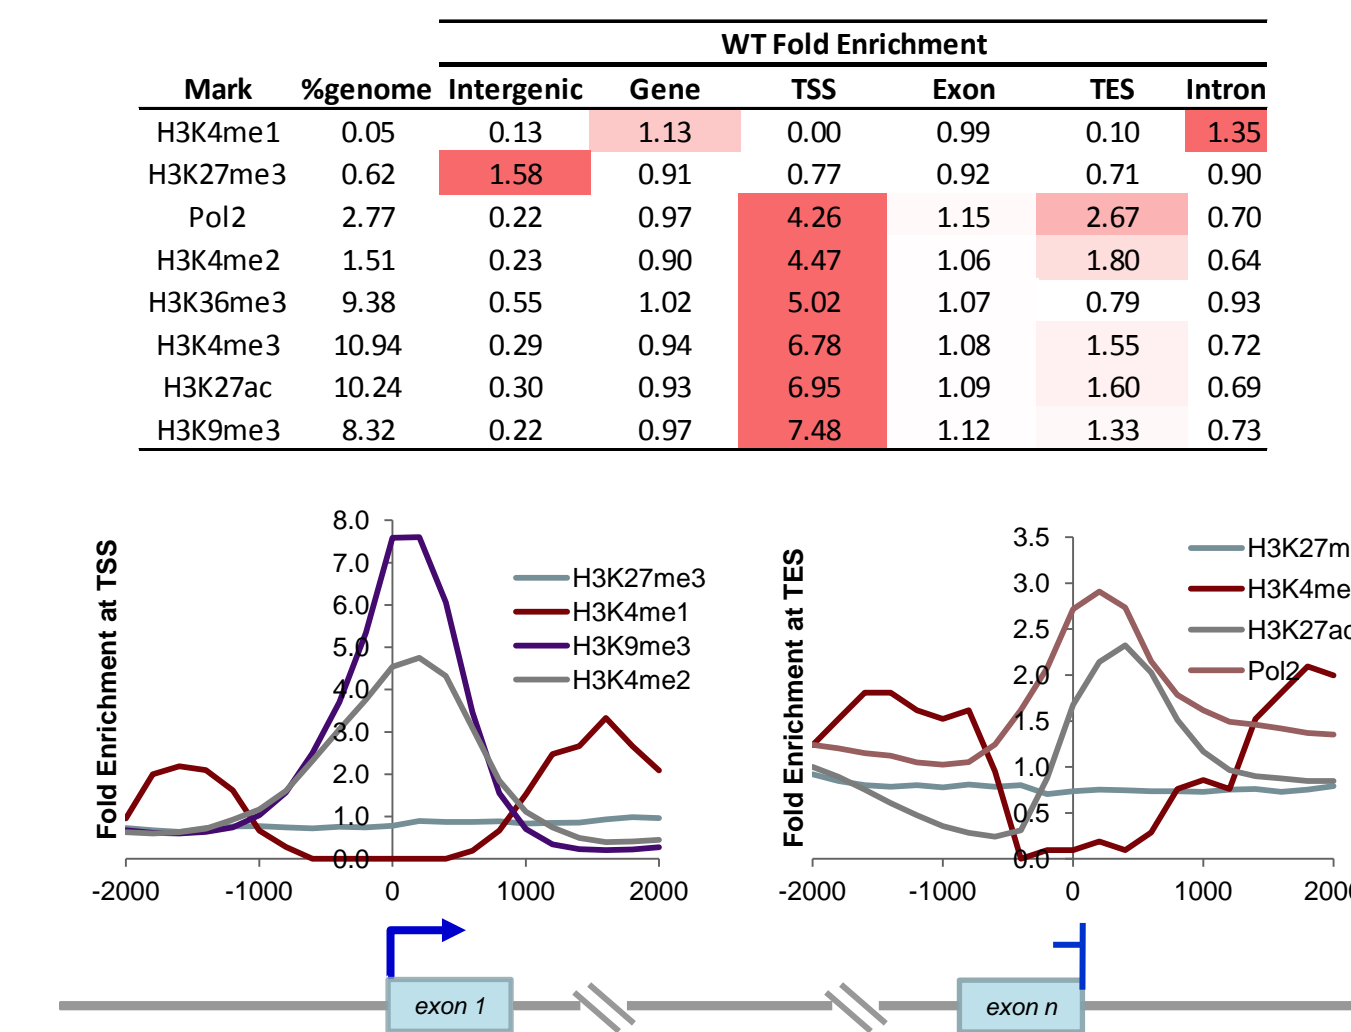 WT Fold Enrichment
Mark %genome Intergenic Gene TSS Exon TES Intron
H3K4me1 0.05 0.13 1.13 0.00 0.99 0.10 1.35
H3K27me3 0.62 1.58 0.91 0.77 0.92 0.71 0.90
Pol2 2.77 0.22 0.97 4.26 1.15 2.67 0.70
H3K4me2 1.51 0.23 0.90 4.47 1.06 1.80 0.64
H3K36me3 9.38 0.55 1.02 5.02 1.07 0.79 0.93
H3K4me3 10.94 0.29 0.94 6.78 1.08 1.55 0.72
H3K27ac 10.24 0.30 0.93 6.95 1.09 1.60 0.69
H3K9me3 8.32 0.22 0.97 7.48 1.12 1.33 0.73
Fold Enrichment at TSS
8.0
7.0
6.0
5.0
4.0
3.0
2.0
1.0
0.0
-2000 -1000 0 1000 2000
H3K27me3
H3K4me1
H3K9me3
H3K4me2
Fold Enrichment at TES
3.5
3.0
2.5
2.0
1.5
1.0
0.5
0.0
-2000 -1000 0 1000 200
H3K27m
H3K4me
H3K27ac
Pol2
exon 1
exon n